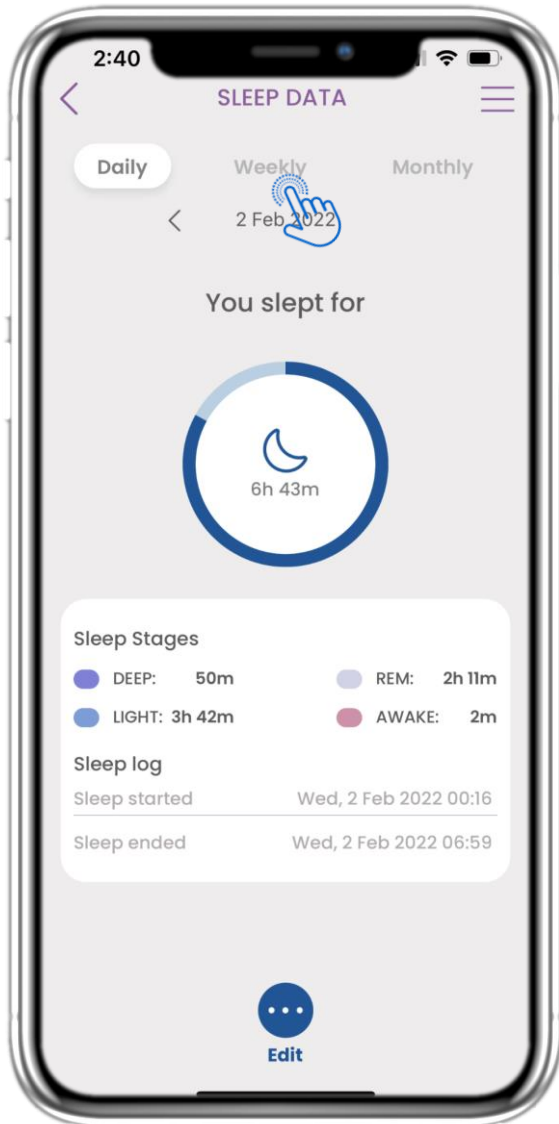 2:40
SLEEP DATA
Daily Weekly Monthly
2 Feb 2022
You slept for
6h 43m
Sleep Stages
DEEP: 50m REM: 2h 11m
LIGHT: 3h 42m AWAKE: 2m
Sleep log
Sleep started Wed, 2 Feb 2022 00:16
Sleep ended Wed, 2 Feb 2022 06:59
Edit